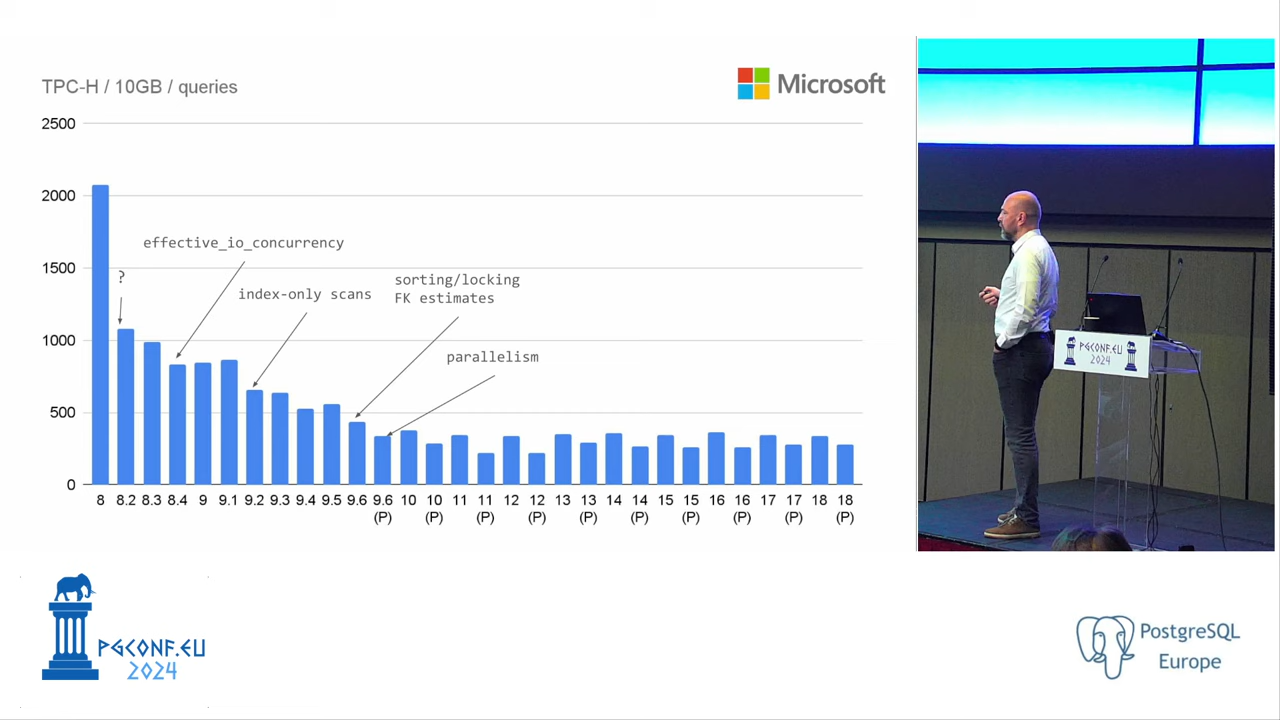 TPC-H / 10GB / queries
Microsoft
2500
2000
1500
1000
500
0
effective_io_concurrency
?
index-only scans
sorting/locking
FK estimates
parallelism
8 8.2 8.3 8.4 9 9.1 9.2 9.3 9.4 9.5 9.6 9.6 (P) 10 10 (P) 11 11 (P) 12 12 (P) 13 13 (P) 14 14 (P) 15 15 (P) 16 16 (P) 17 17 (P) 18 18 (P)
PGCONF.EU
2024
PGCONF.EU
2024
PostgreSQL
Europe